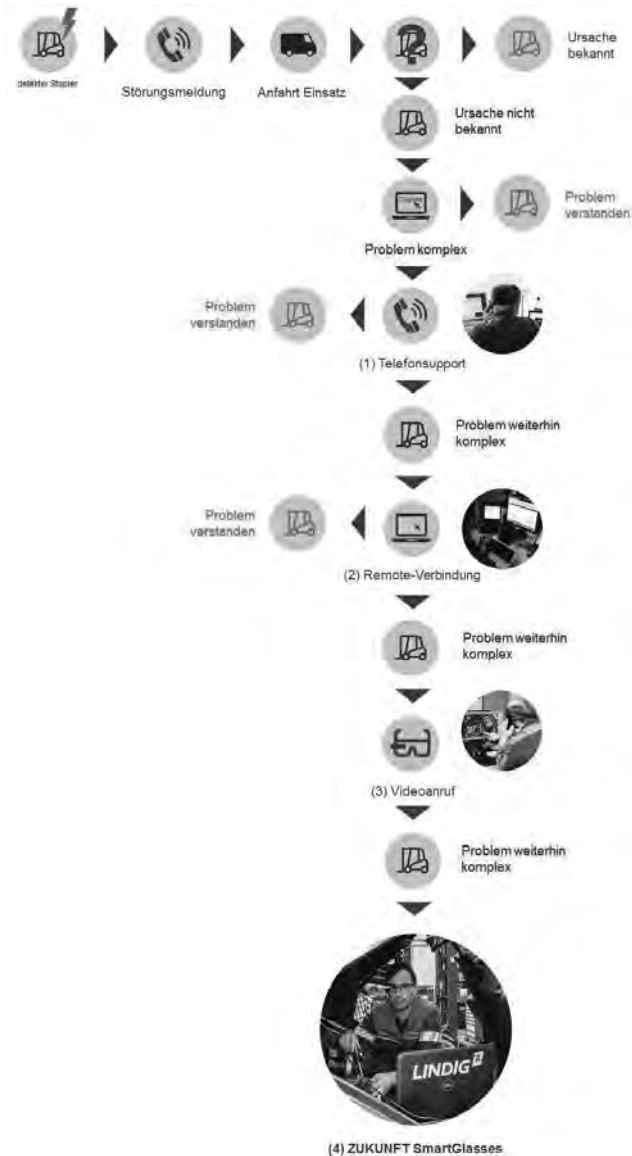 defekter Stapler
Störungsmeldung
Anfahrt Einsatz
?
Ursache
bekannt
Ursache nicht
bekannt
Problem
verstanden
Problem komplex
Problem
verstanden
(1) Telefonsupport
Problem weiterhin
komplex
Problem
verstanden
(2) Remote-Verbindung
Problem weiterhin
komplex
(3) Videoanruf
Problem weiterhin
komplex
LINDIG
(4) ZUKUNFT SmartGlasses